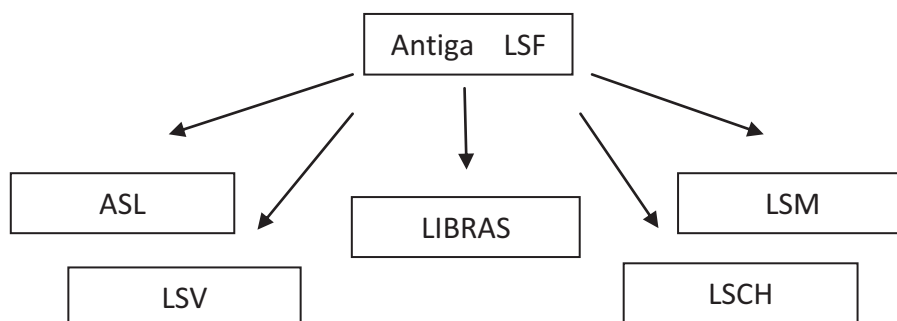 Antiga LSF
ASL
LSM
LIBRAS
LSV
LSCH